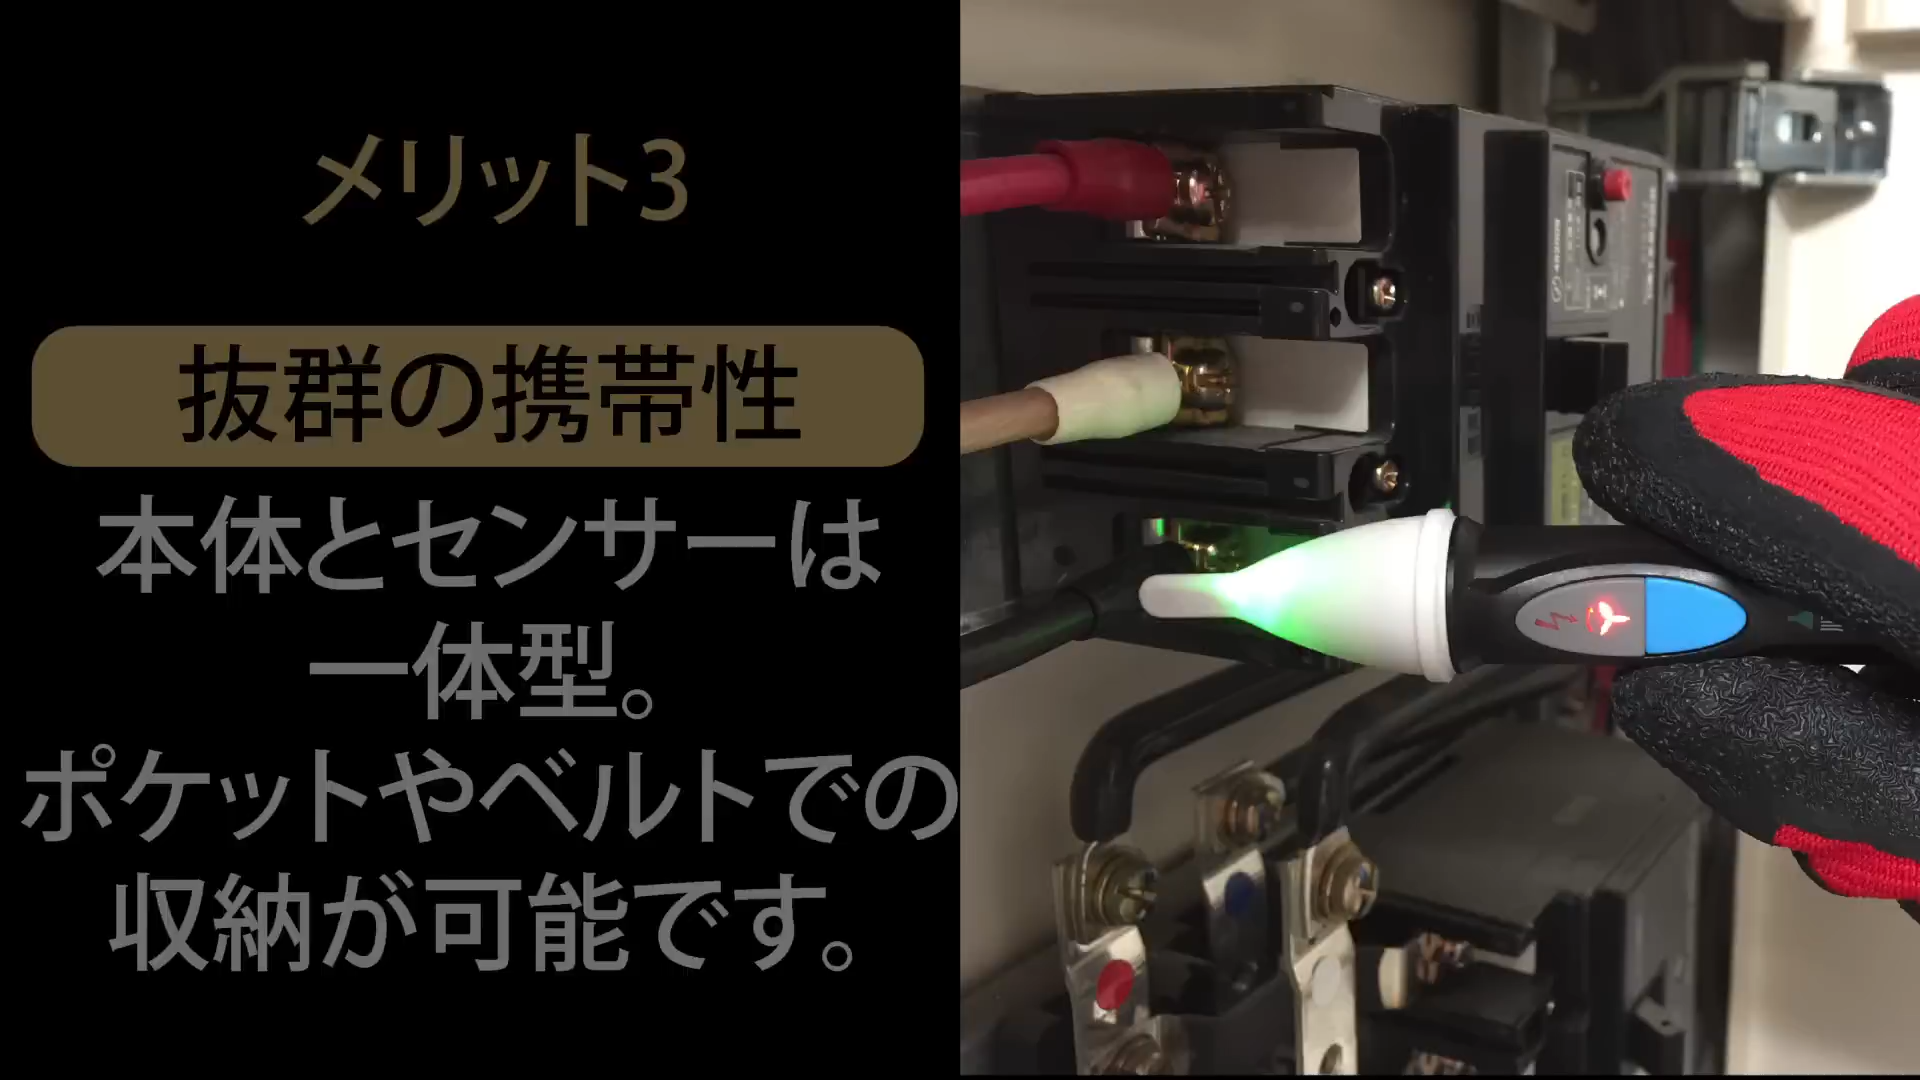 メリット3
抜群の携帯性
本体とセンサーは
一体型。
ポケットやベルトでの
収納が可能です。